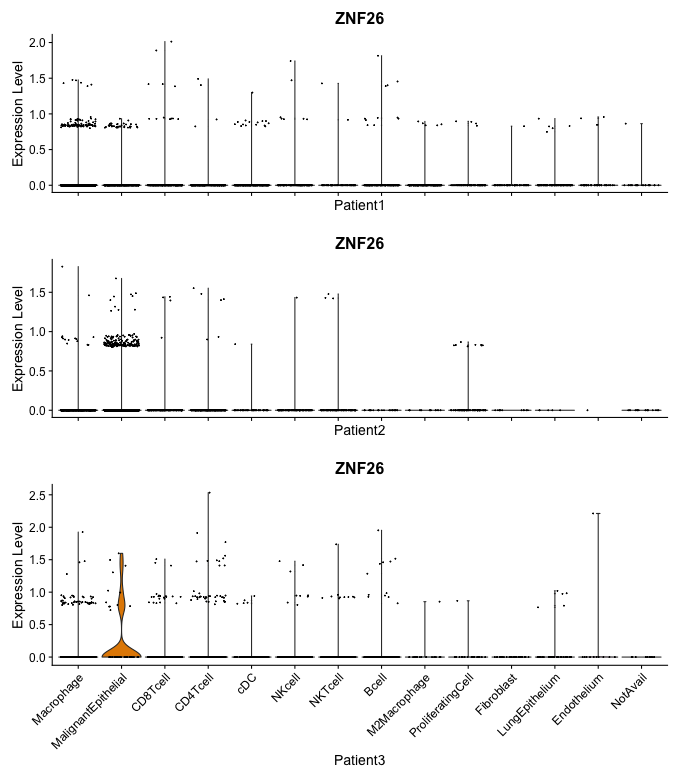 ZNF26
Expression Level
2.0
1.5
1.0
0.5
0.0
Patient1
ZNF26
Expression Level
1.5
1.0
0.5
0.0
Patient2
ZNF26
Expression Level
2.5
2.0
1.5
1.0
0.5
0.0
Macrophage
MalignantEpithelial
CD8Tcell
CD4Tcell
cDC
NKcell
NKTcell
Bcell
M2Macrophage
ProliferatingCell
Fibroblast
LungEpithelium
Endothelium
NotAvail
Patient3